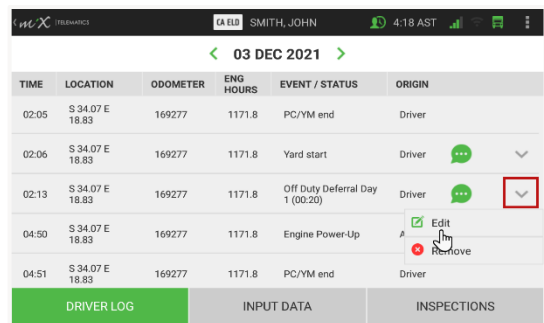 miX TELEMATICS CA ELD SMITH, JOHN 4:18 AST
< 03 DEC 2021 >
TIME LOCATION ODOMETER ENG HOURS EVENT / STATUS ORIGIN
02:05 S 34.07 E 18.83 169277 1171.8 PC/YM end Driver
02:06 S 34.07 E 18.83 169277 1171.8 Yard start Driver
02:13 S 34.07 E 18.83 169277 1171.8 Off Duty Deferral Day 1 (00:20) Driver
Edit
04:50 S 34.07 E 18.83 169277 1171.8 Engine Power-Up A
Remove
04:51 S 34.07 E 18.83 169277 1171.8 PC/YM end Driver
DRIVER LOG INPUT DATA INSPECTIONS